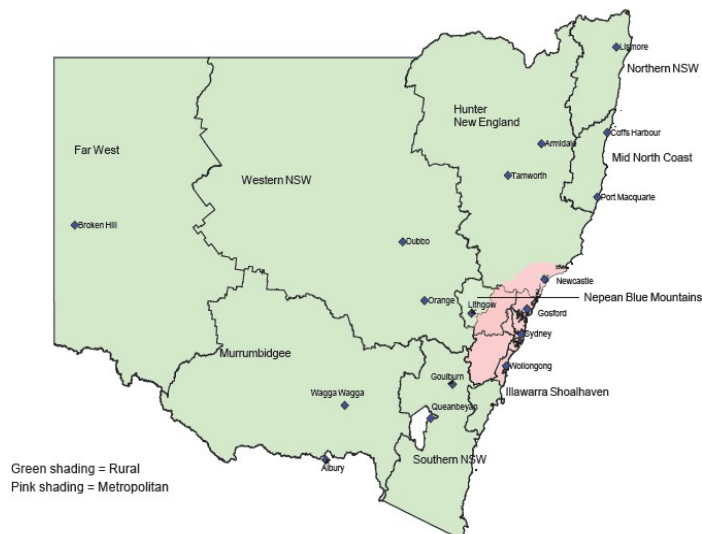 Lismore
Northern NSW
Hunter
New England
Coffs Harbour
Armidale
Far West
Mid North Coast
Western NSW
Tamworth
Port Macquarie
Broken Hill
Dubbo
Newcastle
Nepean Blue Mountains
Orange
Lithgow
Gosford
Sydney
Murrumbidgee
Wollongong
Goulburn
Illawarra Shoalhaven
Wagga Wagga
Queanbeyan
Southern NSW
Albury
Green shading = Rural
Pink shading = Metropolitan